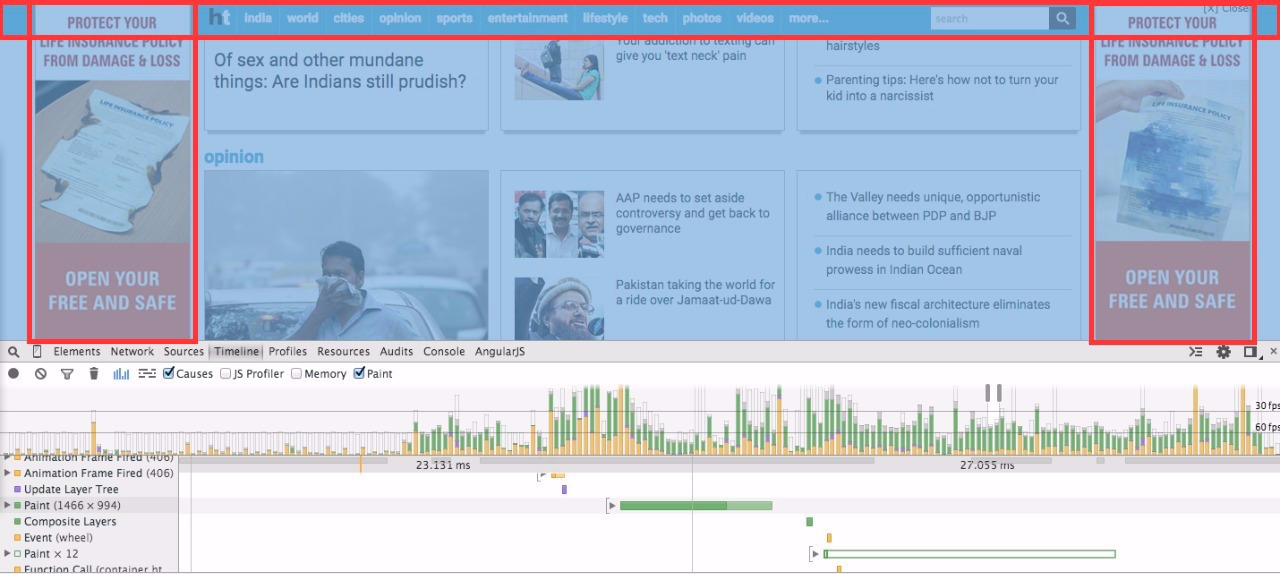 [X] Close
PROTECT YOUR
LIFE INSURANCE POLICY
FROM DAMAGE & LOSS
LIFE INSURANCE POLICY
OPEN YOUR
FREE AND SAFE
ht india world cities opinion sports entertainment lifestyle tech photos videos more...
search
Of sex and other mundane
things: Are Indians still prudish?
Your addiction to texting can
give you 'text neck' pain
hairstyles
Parenting tips: Here's how not to turn your
kid into a narcissist
opinion
AAP needs to set aside
controversy and get back to
governance
Pakistan taking the world for
a ride over Jamaat-ud-Dawa
The Valley needs unique, opportunistic
alliance between PDP and BJP
India needs to build sufficient naval
prowess in Indian Ocean
India's new fiscal architecture eliminates
the form of neo-colonialism
PROTECT YOUR
LIFE INSURANCE POLICY
FROM DAMAGE & LOSS
LIFE INSURANCE POLICY
OPEN YOUR
FREE AND SAFE
Elements Network Sources Timeline Profiles Resources Audits Console AngularJS
Causes JS Profiler Memory Paint
30 fps
60 fps
23.131 ms
27.055 ms
Animation Frame Fired (406)
Animation Frame Fired (406)
Update Layer Tree
Paint (1466 × 994)
Composite Layers
Event (wheel)
Paint × 12
Function Call (container.ht